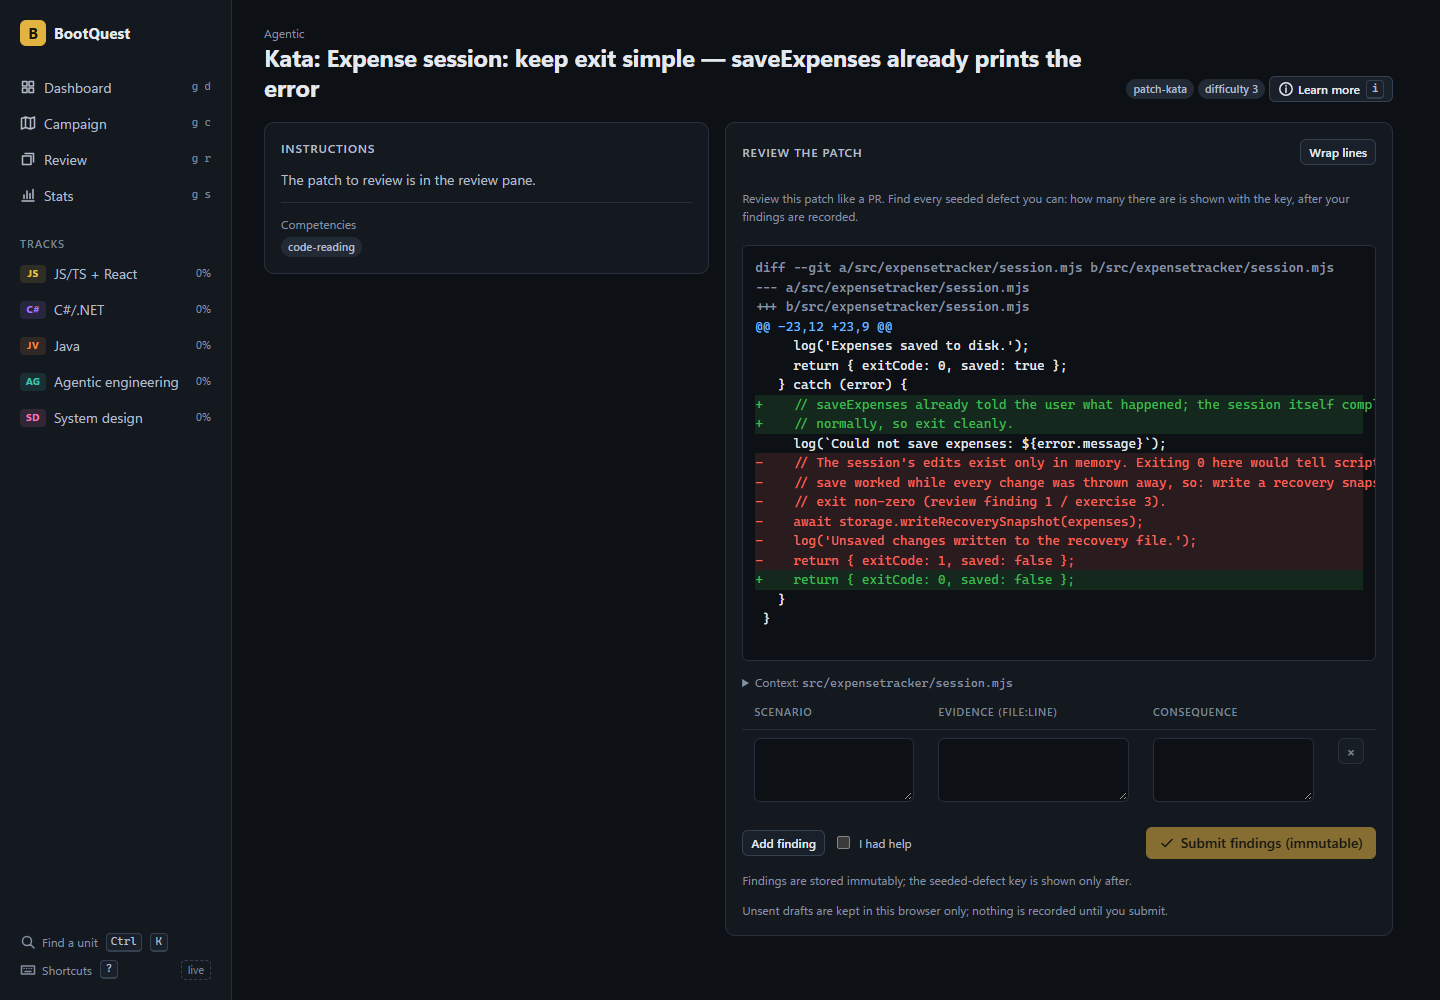 B BootQuest
Dashboard g d
Campaign g c
Review g r
Stats g s
TRACKS
JS JS/TS + React 0%
C# C#/.NET 0%
JV Java 0%
AG Agentic engineering 0%
SD System design 0%
Find a unit Ctrl K
Shortcuts ? live
Agentic
Kata: Expense session: keep exit simple — saveExpenses already prints the
error
patch-kata difficulty 3 Learn more i
INSTRUCTIONS
The patch to review is in the review pane.
Competencies
code-reading
REVIEW THE PATCH
Wrap lines
Review this patch like a PR. Find every seeded defect you can: how many there are is shown with the key, after your
findings are recorded.
diff --git a/src/expensetracker/session.mjs b/src/expensetracker/session.mjs
--- a/src/expensetracker/session.mjs
+++ b/src/expensetracker/session.mjs
@@ -23,12 +23,9 @@
log('Expenses saved to disk.');
return { exitCode: 0, saved: true };
} catch (error) {
+ // saveExpenses already told the user what happened; the session itself comp
+ // normally, so exit cleanly.
log(`Could not save expenses: ${error.message}`);
- // The session's edits exist only in memory. Exiting 0 here would tell script
- // save worked while every change was thrown away, so: write a recovery snaps
- // exit non-zero (review finding 1 / exercise 3).
- await storage.writeRecoverySnapshot(expenses);
- log('Unsaved changes written to the recovery file.');
- return { exitCode: 1, saved: false };
+ return { exitCode: 0, saved: false };
}
}
Context: src/expensetracker/session.mjs
SCENARIO EVIDENCE (FILE:LINE) CONSEQUENCE
×
Add finding I had help Submit findings (immutable)
Findings are stored immutably; the seeded-defect key is shown only after.
Unsent drafts are kept in this browser only; nothing is recorded until you submit.